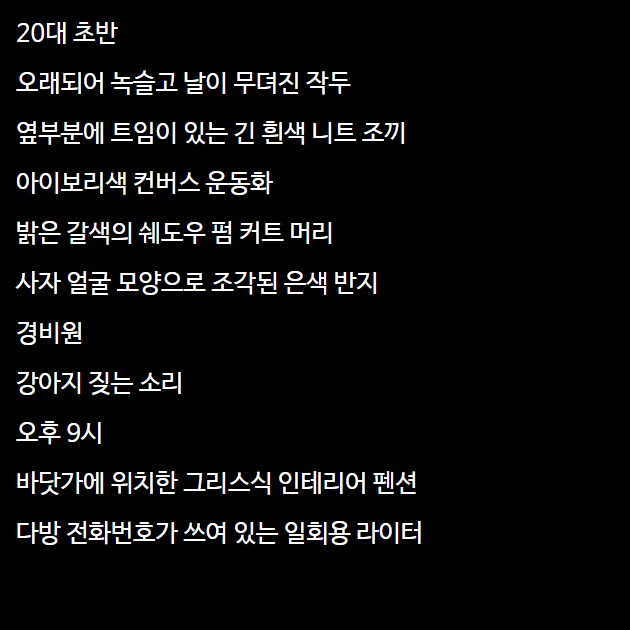 20대 초반
오래되어 녹슬고 날이 무뎌진 작두
옆부분에 트임이 있는 긴 흰색 니트 조끼
아이보리색 컨버스 운동화
밝은 갈색의 쉐도우 펌 커트 머리
사자 얼굴 모양으로 조각된 은색 반지
경비원
강아지 짖는 소리
오후 9시
바닷가에 위치한 그리스식 인테리어 펜션
다방 전화번호가 쓰여 있는 일회용 라이터